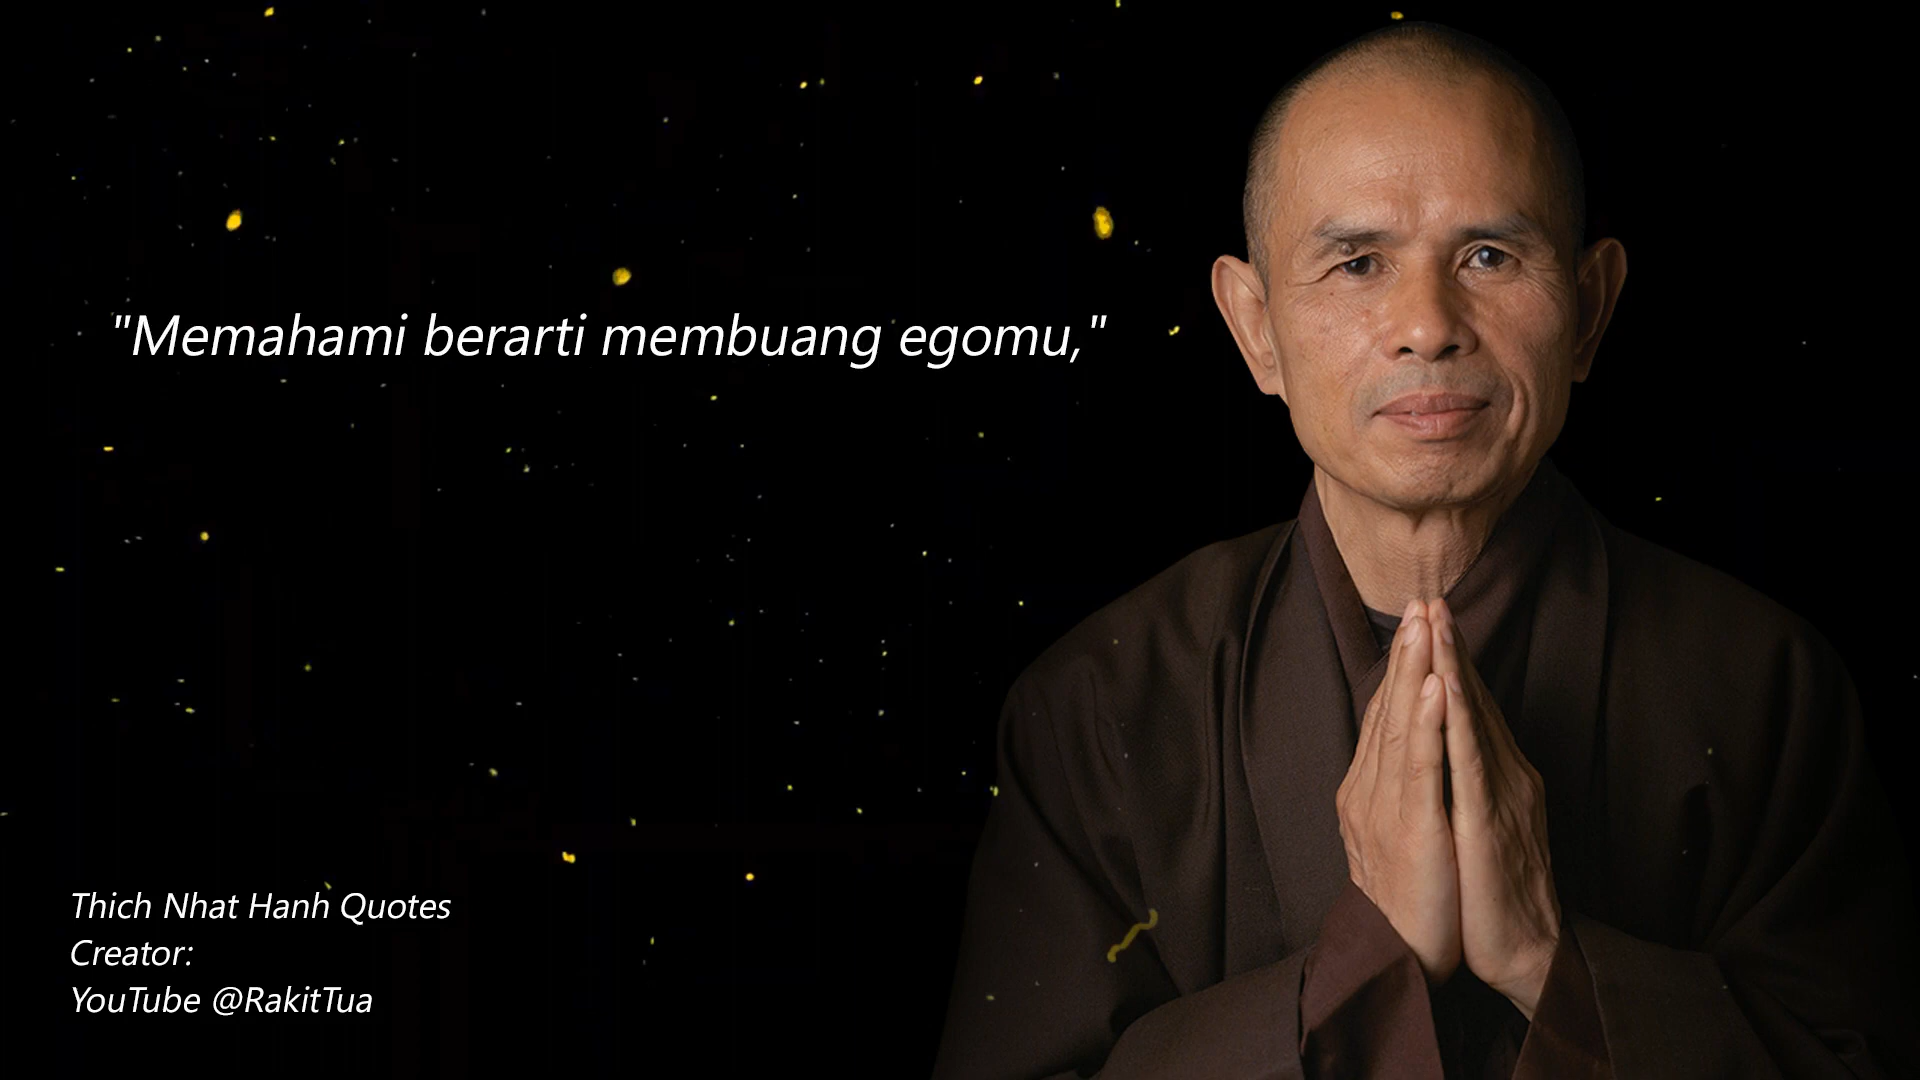 "Memahami berarti membuang egomu,"
Thich Nhat Hanh Quotes
Creator:
YouTube @RakitTua